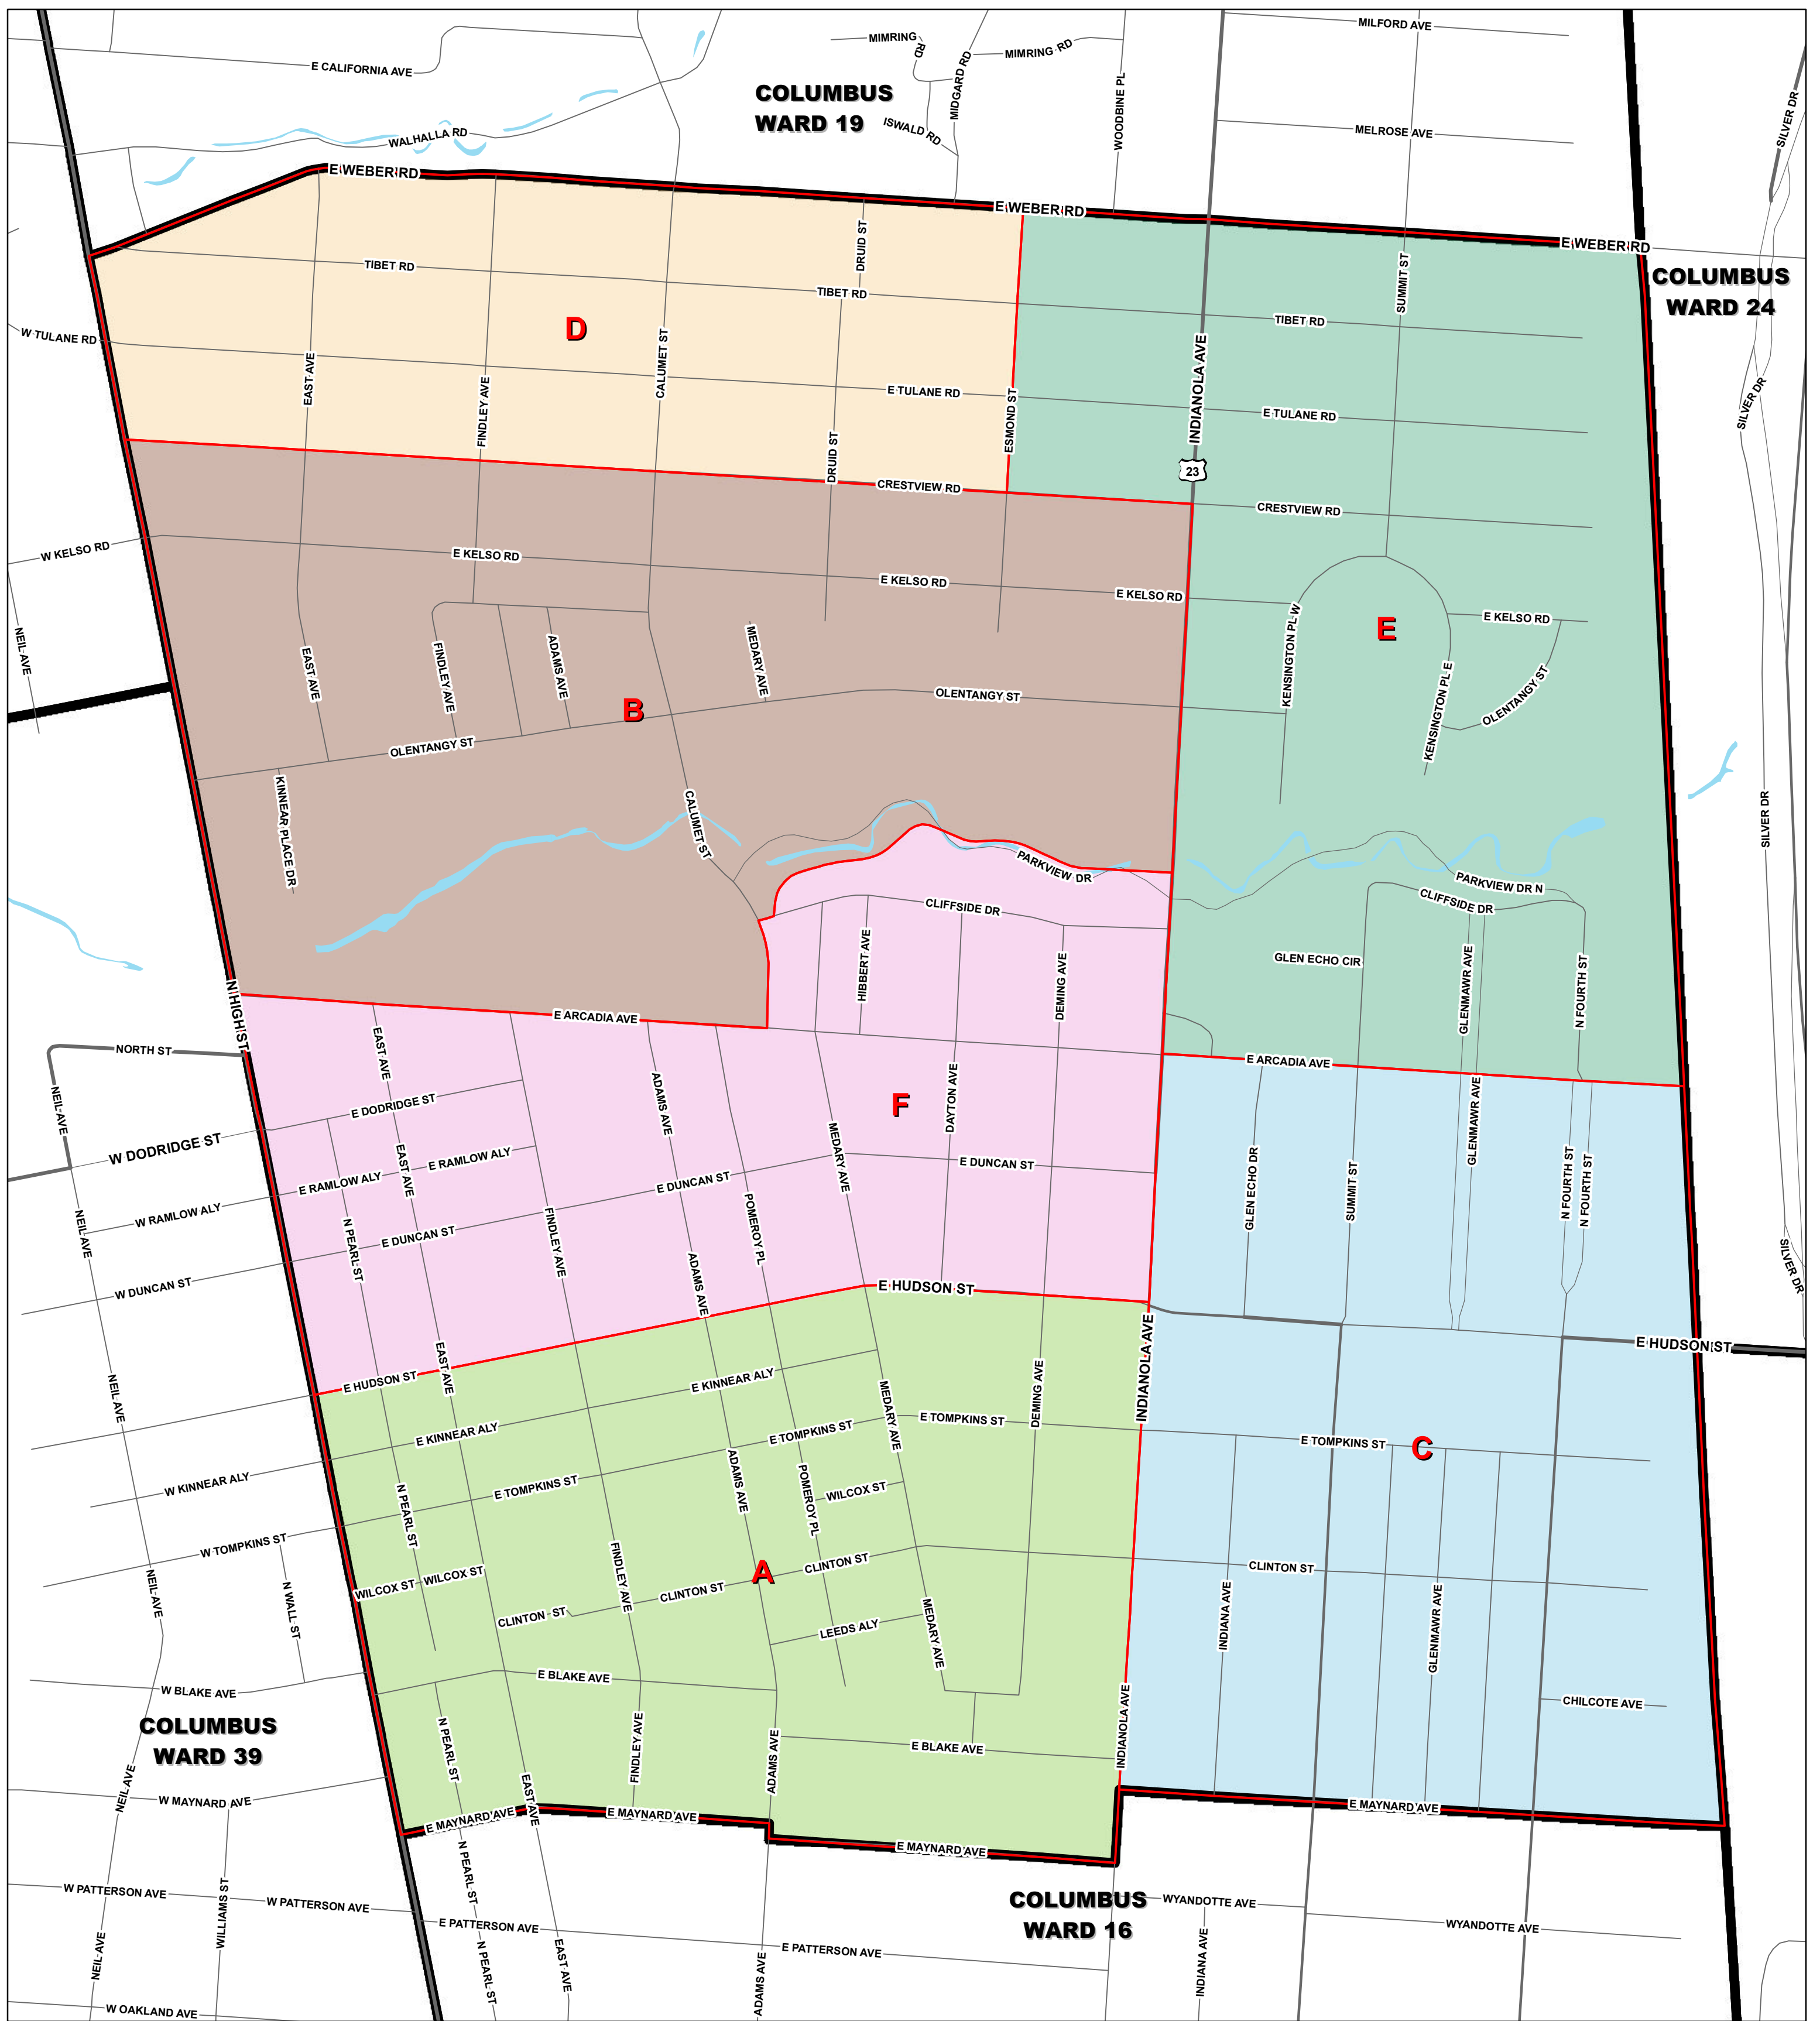 MILFORD AVE
MIMRING
RD
MIMRING RD
E CALIFORNIA AVE
MIDGARD RD
WOODBINE PL
COLUMBUS
WARD 19
ISWALD RD
MELROSE AVE
SILVER DR
WALHALLA RD
E WEBER RD
E WEBER RD
E WEBER RD
DRUID ST
SUMMIT ST
COLUMBUS
WARD 24
TIBET RD
TIBET RD
TIBET RD
W TULANE RD
D
EAST AVE
FINDLEY AVE
CALUMET ST
E TULANE RD
ESMOND ST
INDIANOLA AVE
E TULANE RD
SILVER DR
DRUID ST
23
CRESTVIEW RD
CRESTVIEW RD
W KELSO RD
E KELSO RD
E KELSO RD
E KELSO RD
E KELSO RD
E
NEIL AVE
EAST AVE
FINDLEY AVE
ADAMS AVE
MEDARY AVE
KENSINGTON PL W
KENSINGTON PL E
OLENTANGY ST
B
OLENTANGY ST
OLENTANGY ST
KINNEAR PLACE DR
CALUMET ST
SILVER DR
PARKVIEW DR
PARKVIEW DR N
CLIFFSIDE DR
CLIFFSIDE DR
HIBBERT AVE
DEMING AVE
GLEN ECHO CIR
GLENMAWR AVE
N FOURTH ST
N HIGH ST
E ARCADIA AVE
E ARCADIA AVE
NORTH ST
EAST AVE
NEIL AVE
E DODRIDGE ST
ADAMS AVE
F
DAYTON AVE
GLENMAWR AVE
W DODRIDGE ST
E RAMLOW ALY
E RAMLOW ALY
EAST AVE
MEDARY AVE
E DUNCAN ST
E DUNCAN ST
GLEN ECHO DR
SUMMIT ST
N FOURTH ST
N FOURTH ST
W RAMLOW ALY
NEIL AVE
N PEARL ST
E DUNCAN ST
FINDLEY AVE
POMEROY PL
SILVER DR
W DUNCAN ST
ADAMS AVE
E HUDSON ST
E HUDSON ST
E HUDSON ST
INDIANOLA AVE
EAST AVE
NEIL AVE
E KINNEAR ALY
E KINNEAR ALY
MEDARY AVE
DEMING AVE
E TOMPKINS ST
E TOMPKINS ST
E TOMPKINS ST
E TOMPKINS ST
C
W KINNEAR ALY
ADAMS AVE
POMEROY PL
WILCOX ST
N PEARL ST
W TOMPKINS ST
NEIL AVE
N WALL ST
WILCOX ST
WILCOX ST
FINDLEY AVE
A
CLINTON ST
CLINTON ST
CLINTON ST
CLINTON ST
INDIANA AVE
GLENMAWR AVE
LEEDS ALY
MEDARY AVE
E BLAKE AVE
W BLAKE AVE
CHILCOTE AVE
COLUMBUS
WARD 39
N PEARL ST
FINDLEY AVE
ADAMS AVE
E BLAKE AVE
INDIANOLA AVE
NEIL AVE
W MAYNARD AVE
EAST AVE
E MAYNARD AVE
E MAYNARD AVE
E MAYNARD AVE
E MAYNARD AVE
N PEARL ST
W PATTERSON AVE
W PATTERSON AVE
WILLIAMS ST
COLUMBUS
WARD 16
WYANDOTTE AVE
WYANDOTTE AVE
E PATTERSON AVE
E PATTERSON AVE
NEIL AVE
N PEARL ST
EAST AVE
ADAMS AVE
INDIANA AVE
W OAKLAND AVE